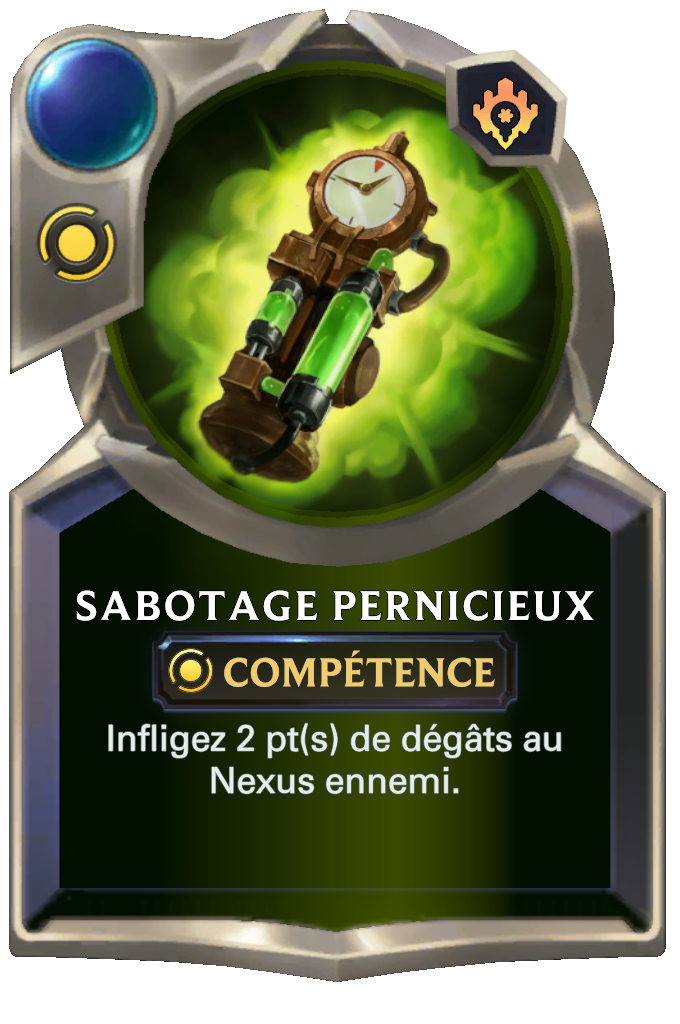 SABOTAGE PERNICIEUX
COMPÉTENCE
Infligez 2 pt(s) de dégâts au
Nexus ennemi.